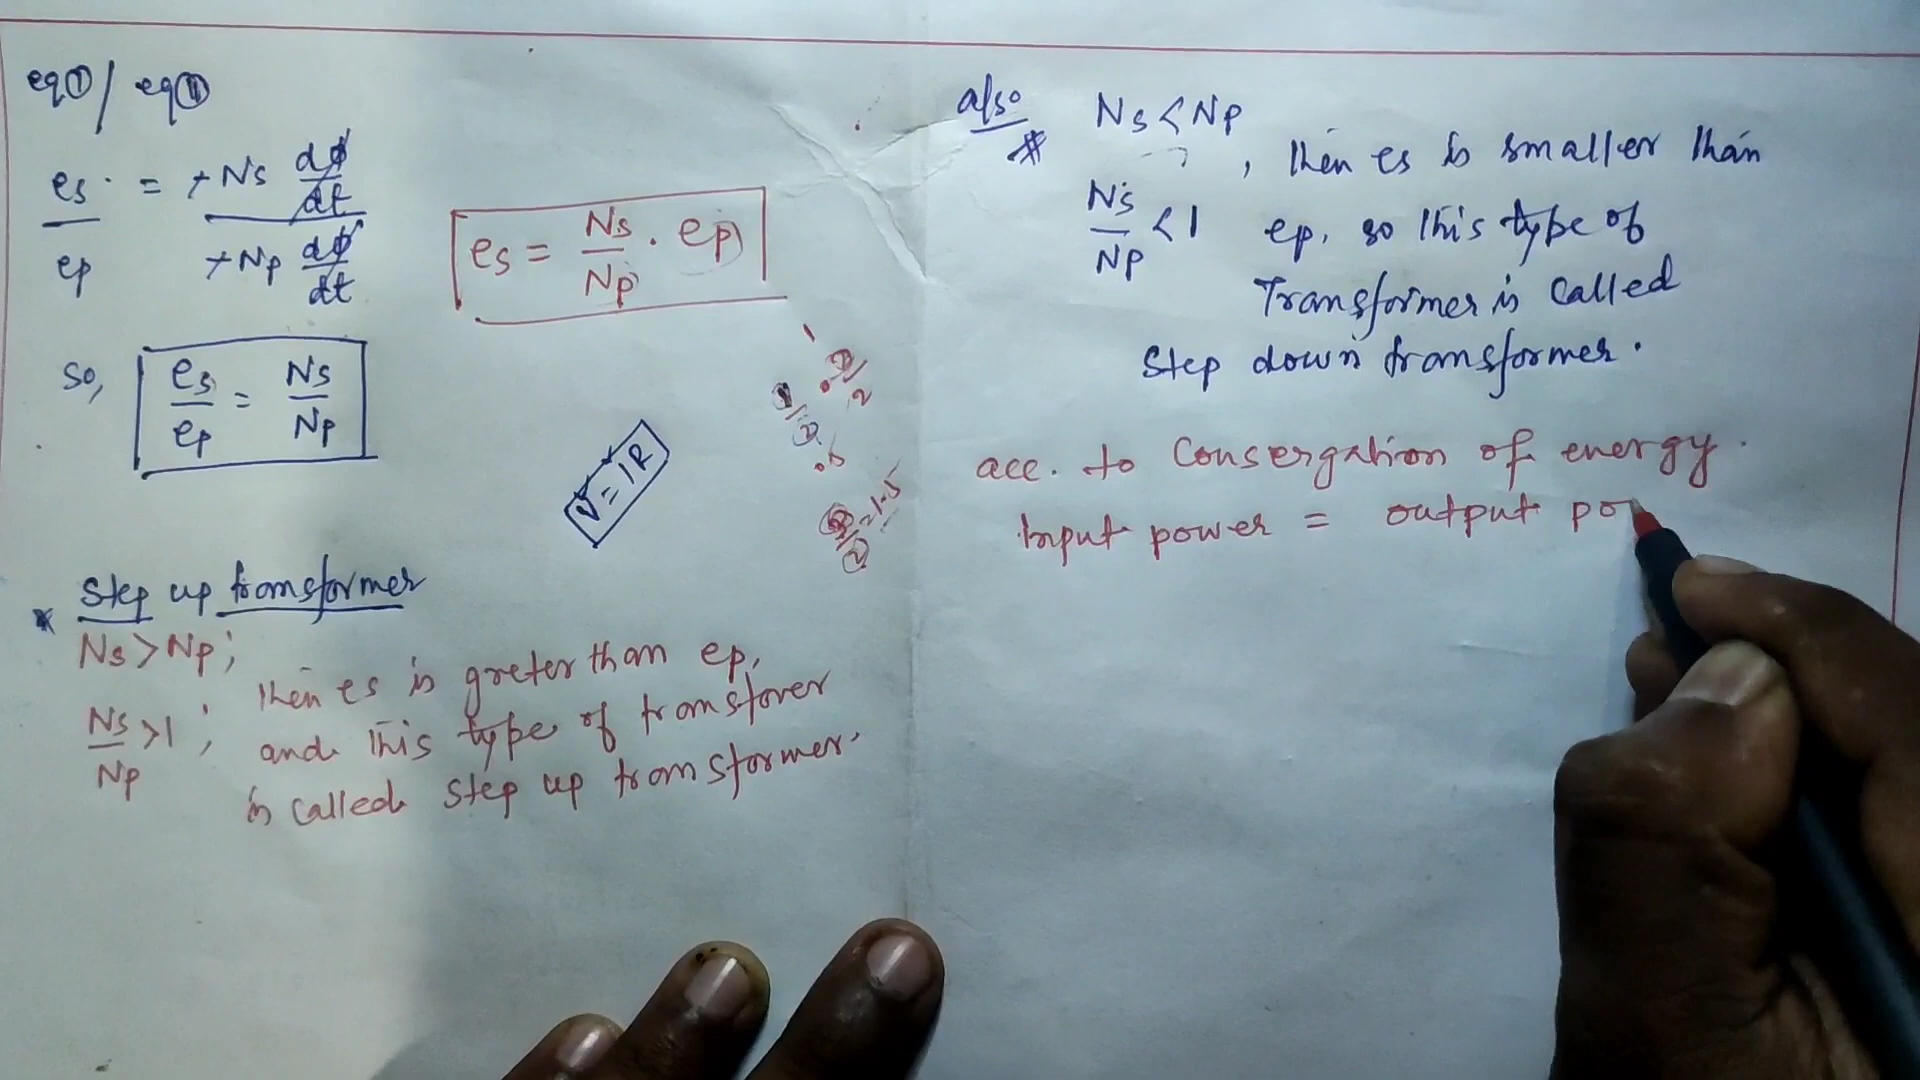 eq① / eq⑪
es = + Ns dφ/dt
ep + Np dφ/dt
so, es/ep = Ns/Np
es = Ns/Np . ep
V = IR
* Step up transformer
Ns > Np ;
Ns/Np > 1 ; then es is greter than ep,
and this type of transfover
is called step up transformer.
also
* Ns < Np
Ns/Np < 1 , then es is smaller than
ep, so this type of
Transformer is called
Step down transformer.
acc. to Consergation of energy.
Input power = output po